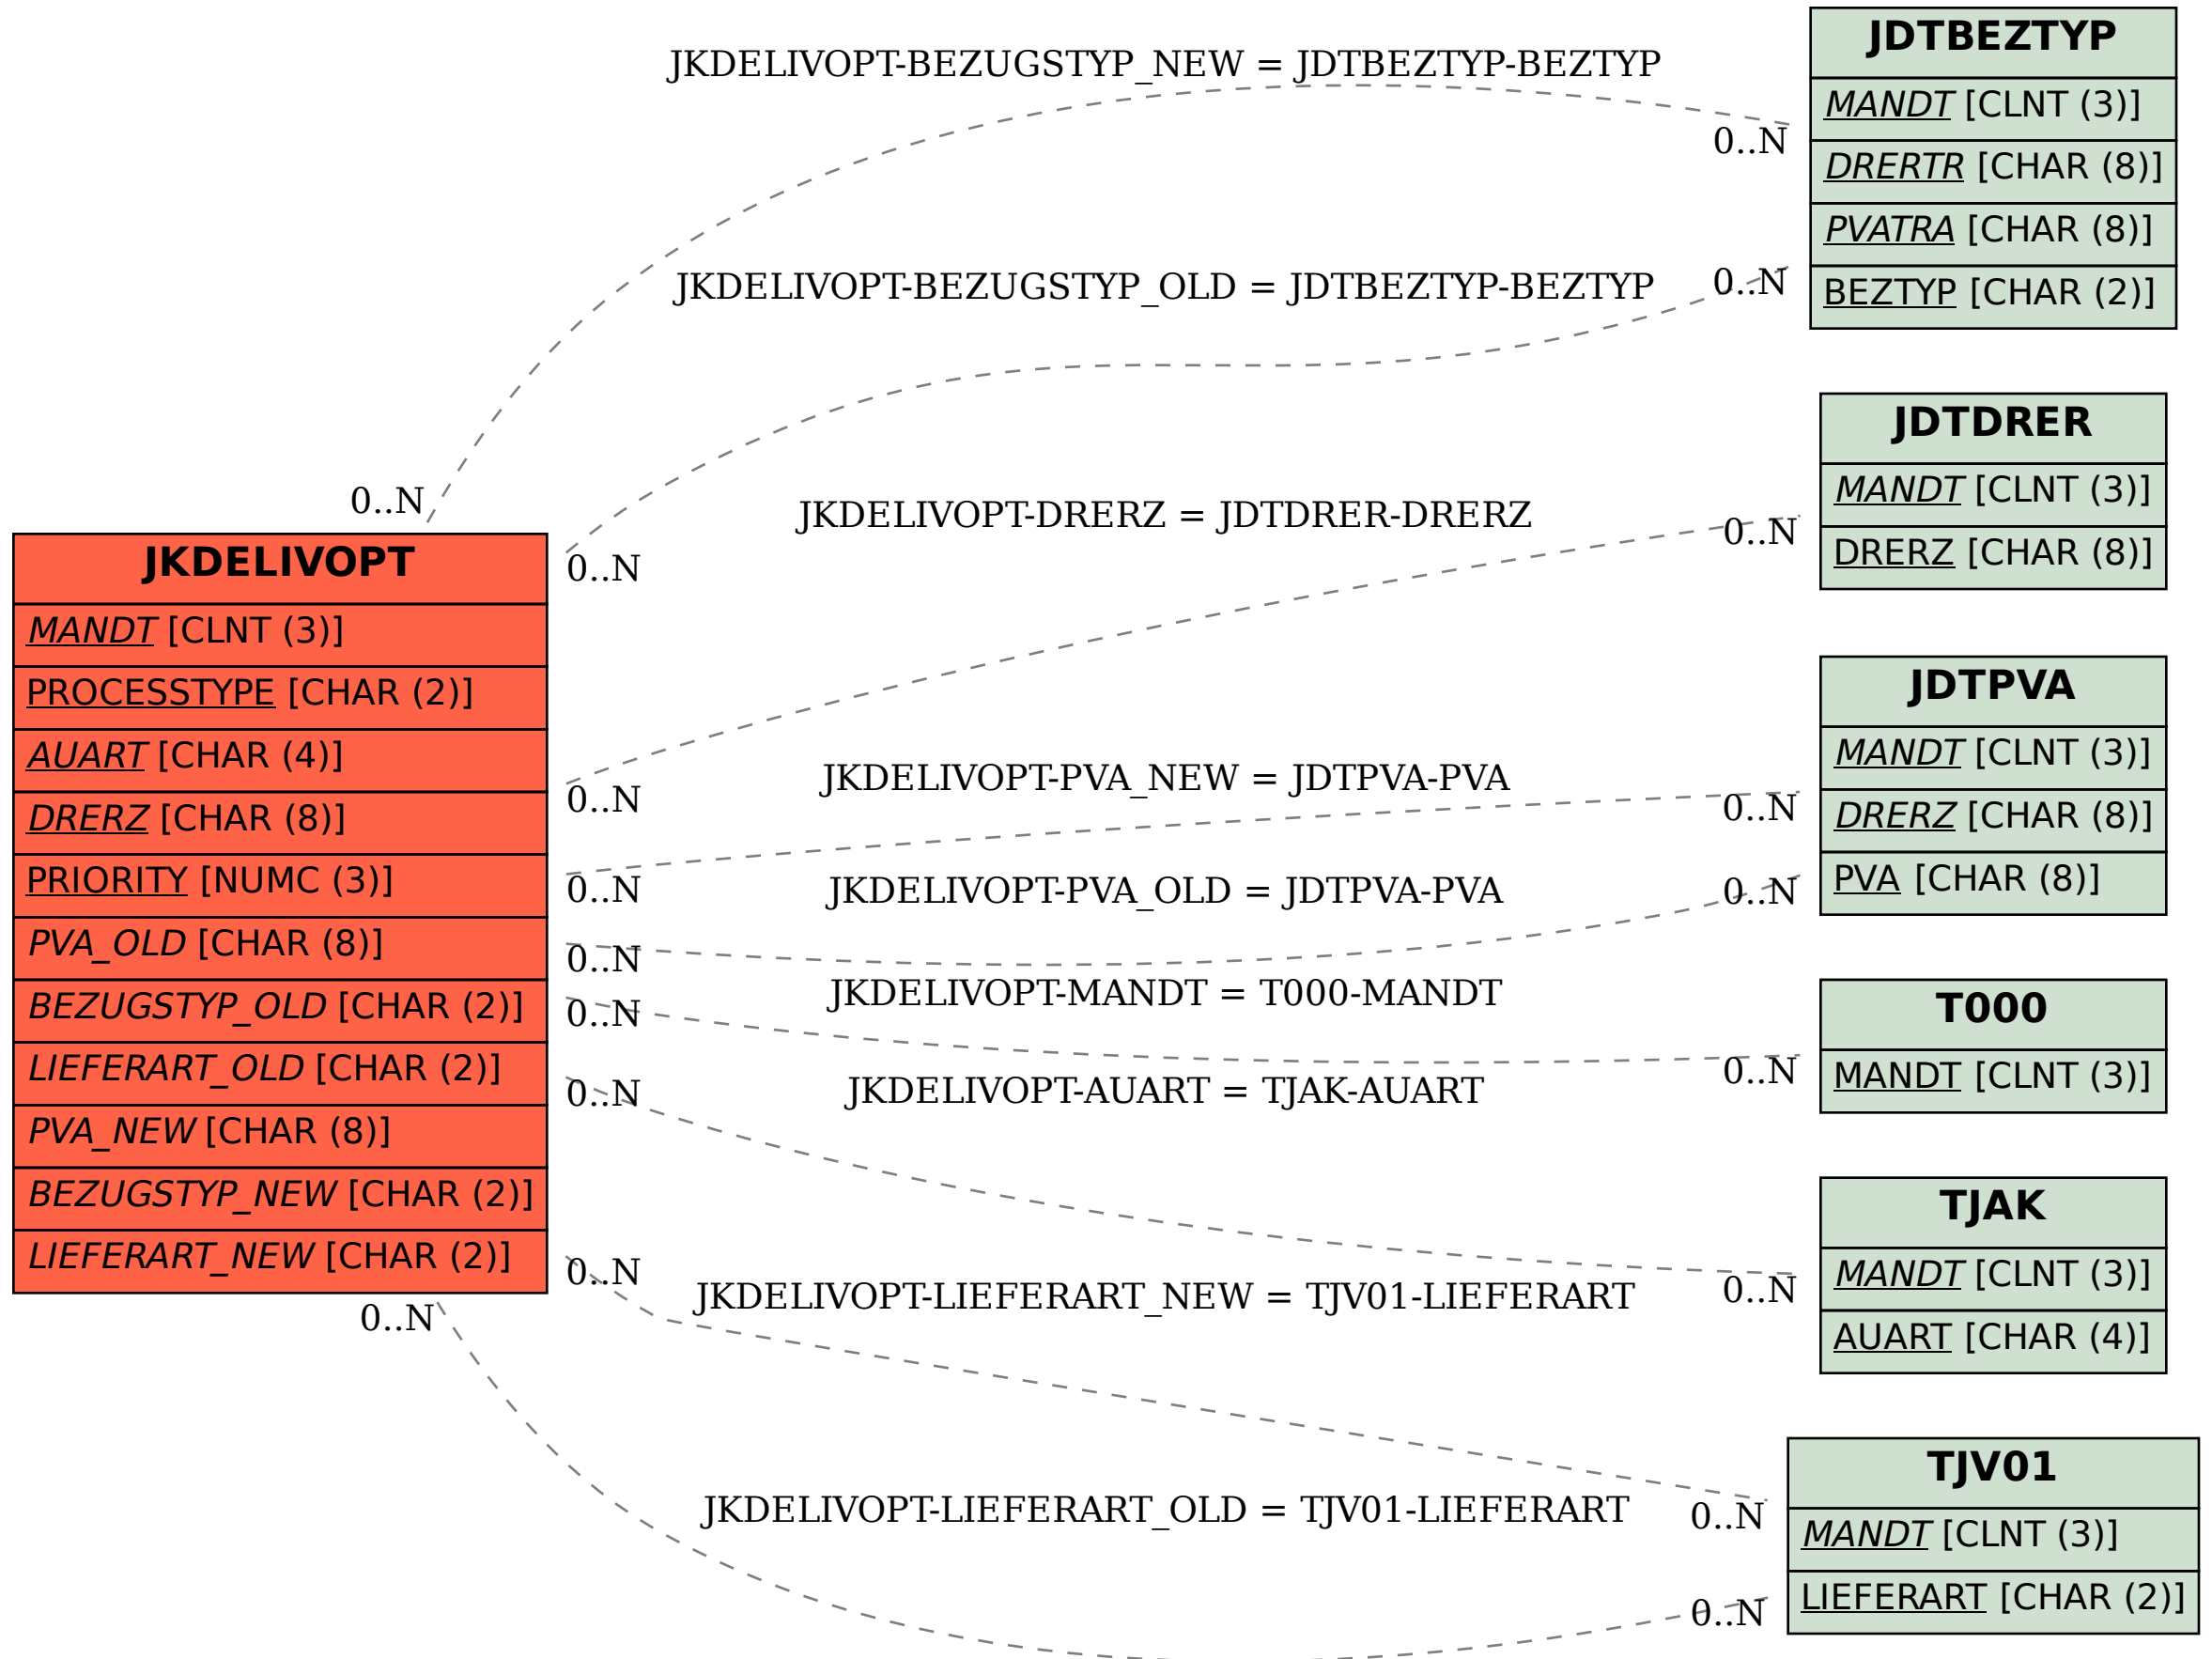 JKDELIVOPT-BEZUGSTYP_NEW = JDTBEZTYP-BEZTYP
0..N
0..N
JKDELIVOPT-BEZUGSTYP_OLD = JDTBEZTYP-BEZTYP
0..N
0..N
JKDELIVOPT-DRERZ = JDTDRER-DRERZ
0..N
0..N
JKDELIVOPT-PVA_NEW = JDTPVA-PVA
0..N
0..N
JKDELIVOPT-PVA_OLD = JDTPVA-PVA
0..N
0..N
JKDELIVOPT-MANDT = T000-MANDT
0..N
0..N
JKDELIVOPT-AUART = TJAK-AUART
0..N
0..N
JKDELIVOPT-LIEFERART_NEW = TJV01-LIEFERART
0..N
0..N
JKDELIVOPT-LIEFERART_OLD = TJV01-LIEFERART
0..N
0..N
JKDELIVOPT
MANDT [CLNT (3)]
PROCESSTYPE [CHAR (2)]
AUART [CHAR (4)]
DRERZ [CHAR (8)]
PRIORITY [NUMC (3)]
PVA_OLD [CHAR (8)]
BEZUGSTYP_OLD [CHAR (2)]
LIEFERART_OLD [CHAR (2)]
PVA_NEW [CHAR (8)]
BEZUGSTYP_NEW [CHAR (2)]
LIEFERART_NEW [CHAR (2)]
JDTBEZTYP
MANDT [CLNT (3)]
DRERTR [CHAR (8)]
PVATRA [CHAR (8)]
BEZTYP [CHAR (2)]
JDTDRER
MANDT [CLNT (3)]
DRERZ [CHAR (8)]
JDTPVA
MANDT [CLNT (3)]
DRERZ [CHAR (8)]
PVA [CHAR (8)]
T000
MANDT [CLNT (3)]
TJAK
MANDT [CLNT (3)]
AUART [CHAR (4)]
TJV01
MANDT [CLNT (3)]
LIEFERART [CHAR (2)]